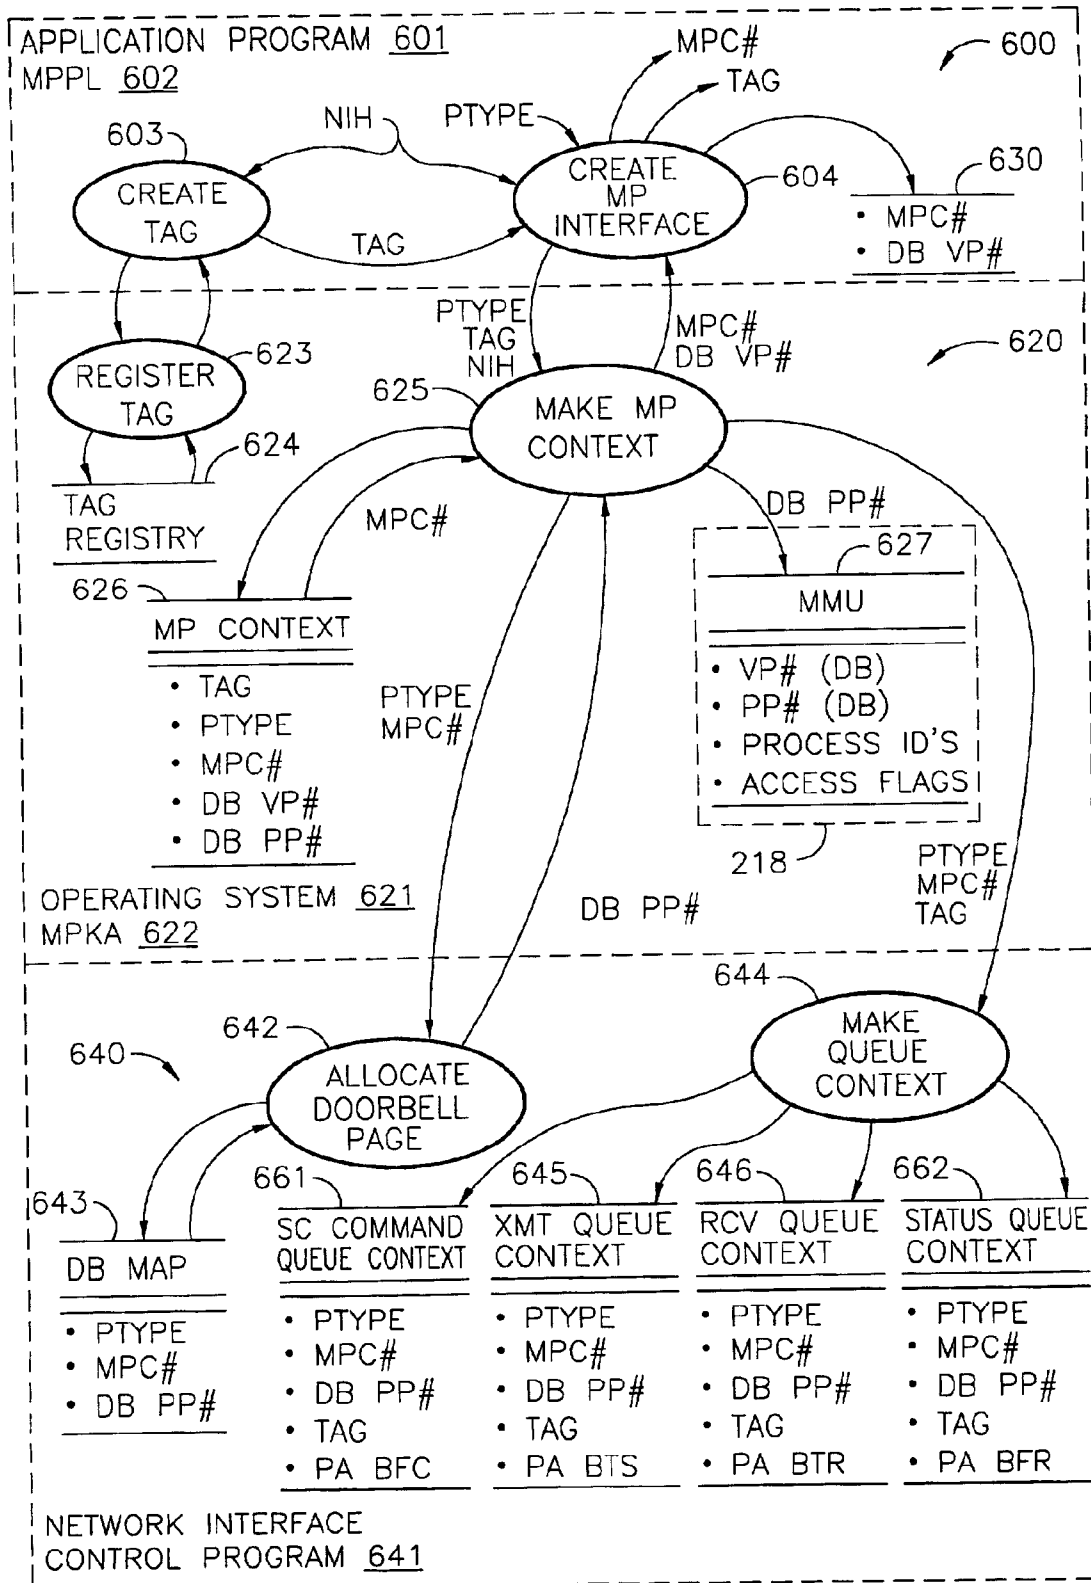 APPLICATION PROGRAM 601
MPPL 602
MPC#
TAG
600
NIH
PTYPE
603
CREATE
TAG
CREATE
MP
INTERFACE
604
630
• MPC#
• DB VP#
TAG
PTYPE
TAG
NIH
MPC#
DB VP#
620
REGISTER
TAG
623
625
MAKE MP
CONTEXT
624
TAG
REGISTRY
MPC#
DB PP#
627
MMU
• VP# (DB)
• PP# (DB)
• PROCESS ID'S
• ACCESS FLAGS
218
626
MP CONTEXT
• TAG
• PTYPE
• MPC#
• DB VP#
• DB PP#
PTYPE
MPC#
DB PP#
PTYPE
MPC#
TAG
OPERATING SYSTEM 621
MPKA 622
640
642
ALLOCATE
DOORBELL
PAGE
644
MAKE
QUEUE
CONTEXT
643
DB MAP
• PTYPE
• MPC#
• DB PP#
661
SC COMMAND
QUEUE CONTEXT
• PTYPE
• MPC#
• DB PP#
• TAG
• PA BFC
645
XMT QUEUE
CONTEXT
• PTYPE
• MPC#
• DB PP#
• TAG
• PA BTS
646
RCV QUEUE
CONTEXT
• PTYPE
• MPC#
• DB PP#
• TAG
• PA BTR
662
STATUS QUEUE
CONTEXT
• PTYPE
• MPC#
• DB PP#
• TAG
• PA BFR
NETWORK INTERFACE
CONTROL PROGRAM 641